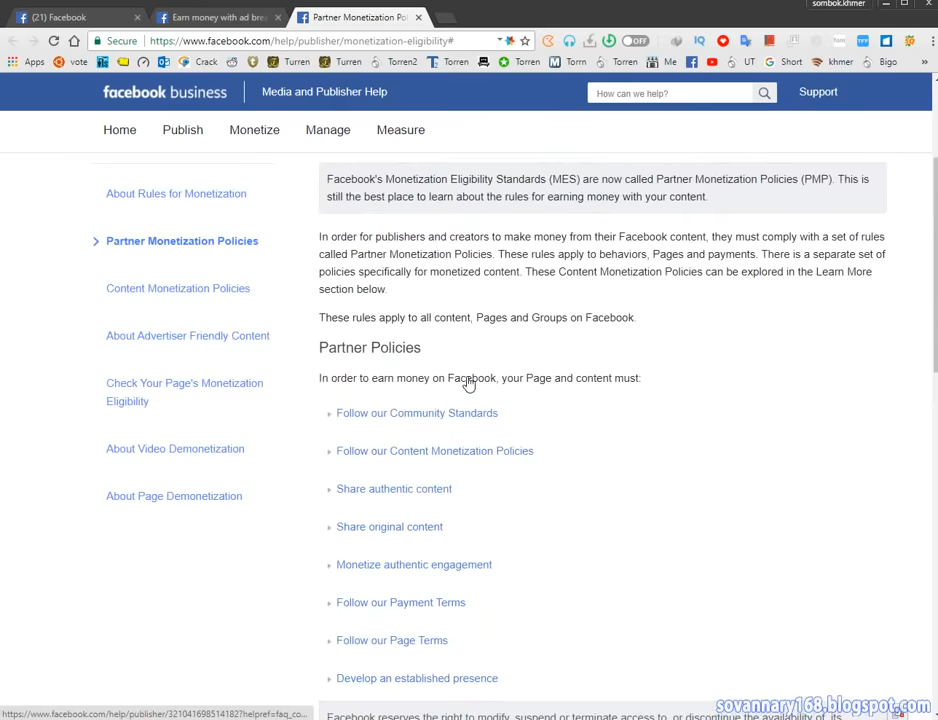 (21) Facebook
Earn money with ad brea
Partner Monetization Pol
sombok.khmer
Secure
https://www.facebook.com/help/publisher/monetization-eligibility#
OFF
IQ
Apps
vote
Crack
Turren
Turren
Torren2
Torren
Torren
Torrn
Torren
Me
UT
Short
khmer
Bigo
»
facebook business
Media and Publisher Help
How can we help?
Support
Home
Publish
Monetize
Manage
Measure
About Rules for Monetization
Partner Monetization Policies
Content Monetization Policies
About Advertiser Friendly Content
Check Your Page's Monetization
Eligibility
About Video Demonetization
About Page Demonetization
Facebook's Monetization Eligibility Standards (MES) are now called Partner Monetization Policies (PMP). This is
still the best place to learn about the rules for earning money with your content.
In order for publishers and creators to make money from their Facebook content, they must comply with a set of rules
called Partner Monetization Policies. These rules apply to behaviors, Pages and payments. There is a separate set of
policies specifically for monetized content. These Content Monetization Policies can be explored in the Learn More
section below.
These rules apply to all content, Pages and Groups on Facebook.
Partner Policies
In order to earn money on Facebook, your Page and content must:
Follow our Community Standards
Follow our Content Monetization Policies
Share authentic content
Share original content
Monetize authentic engagement
Follow our Payment Terms
Follow our Page Terms
Develop an established presence
Facebook reserves the right to modify, suspend or terminate access to, or discontinue the availability of, its
https://www.facebook.com/help/publisher/321041698514182?helpref=faq_co...
sovannary168.blogspot.com